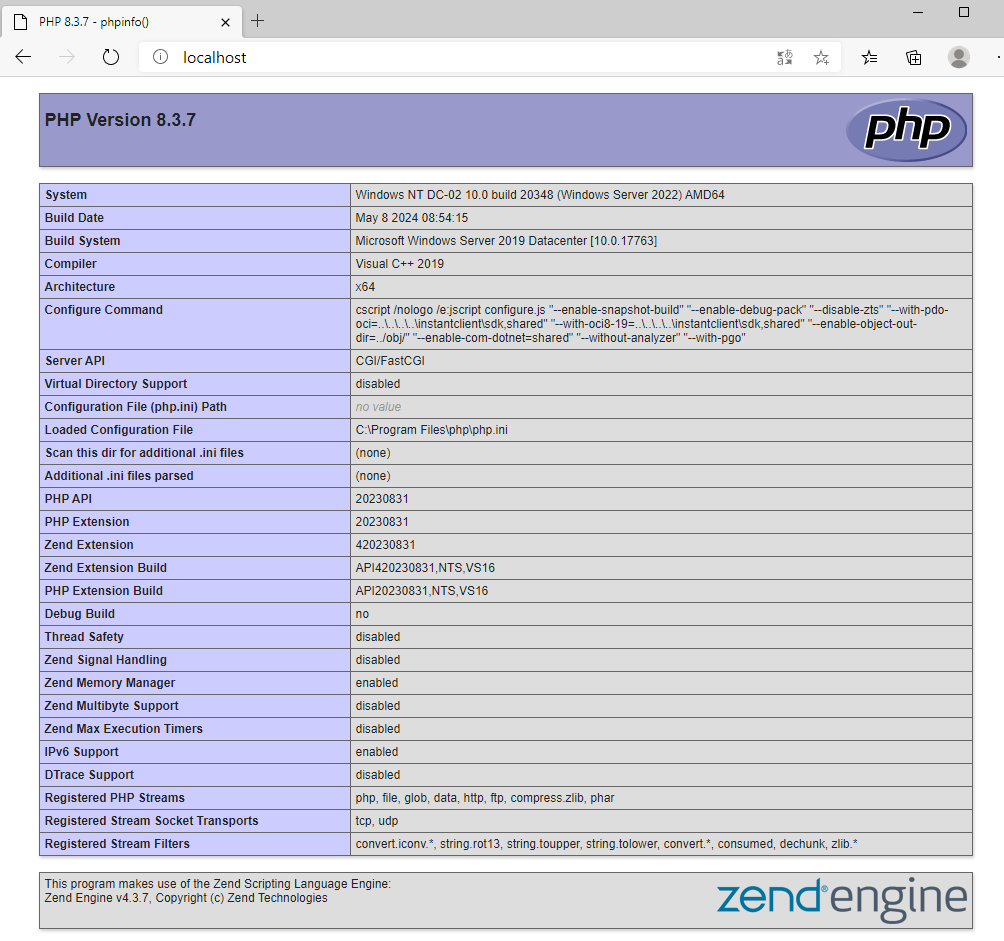 PHP 8.3.7 - phpinfo()
localhost
PHP Version 8.3.7
php
System Windows NT DC-02 10.0 build 20348 (Windows Server 2022) AMD64
Build Date May 8 2024 08:54:15
Build System Microsoft Windows Server 2019 Datacenter [10.0.17763]
Compiler Visual C++ 2019
Architecture x64
Configure Command cscript /nologo /e:jscript configure.js "--enable-snapshot-build" "--enable-debug-pack" "--disable-zts" "--with-pdo-
oci=..\..\..\..\instantclient\sdk,shared" "--with-oci8-19=..\..\..\..\instantclient\sdk,shared" "--enable-object-out-
dir=../obj/" "--enable-com-dotnet=shared" "--without-analyzer" "--with-pgo"
Server API CGI/FastCGI
Virtual Directory Support disabled
Configuration File (php.ini) Path no value
Loaded Configuration File C:\Program Files\php\php.ini
Scan this dir for additional .ini files (none)
Additional .ini files parsed (none)
PHP API 20230831
PHP Extension 20230831
Zend Extension 420230831
Zend Extension Build API420230831,NTS,VS16
PHP Extension Build API20230831,NTS,VS16
Debug Build no
Thread Safety disabled
Zend Signal Handling disabled
Zend Memory Manager enabled
Zend Multibyte Support disabled
Zend Max Execution Timers disabled
IPv6 Support enabled
DTrace Support disabled
Registered PHP Streams php, file, glob, data, http, ftp, compress.zlib, phar
Registered Stream Socket Transports tcp, udp
Registered Stream Filters convert.iconv.*, string.rot13, string.toupper, string.tolower, convert.*, consumed, dechunk, zlib.*
This program makes use of the Zend Scripting Language Engine:
Zend Engine v4.3.7, Copyright (c) Zend Technologies
zend® engine